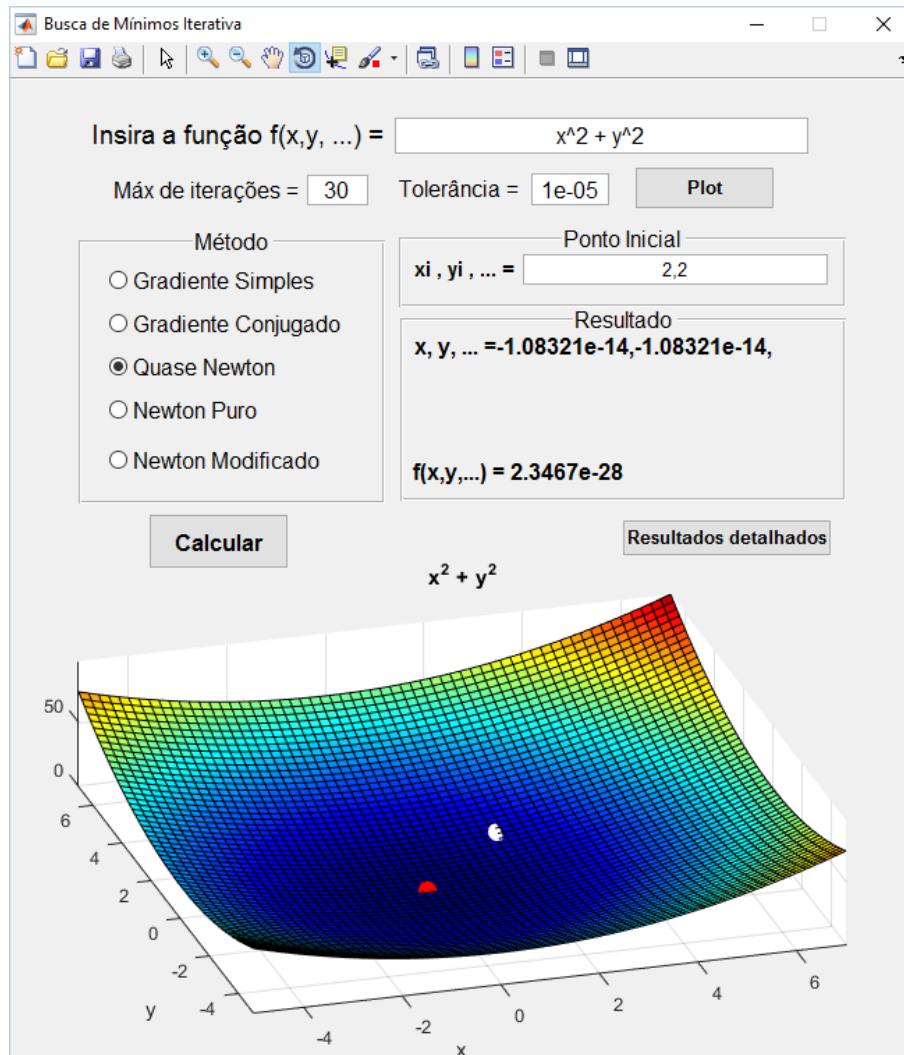 Busca de Mínimos Iterativa
Insira a função f(x,y, ...) = x^2 + y^2
Máx de iterações = 30 Tolerância = 1e-05 Plot
Método
Gradiente Simples
Gradiente Conjugado
Quase Newton
Newton Puro
Newton Modificado
Ponto Inicial
xi , yi , ... = 2,2
Resultado
x, y, ... =-1.08321e-14,-1.08321e-14,
f(x,y,...) = 2.3467e-28
Calcular
Resultados detalhados
x² + y²
50
0
6
4
2
0
-2
-4
y
-4
-2
0
2
4
6
x